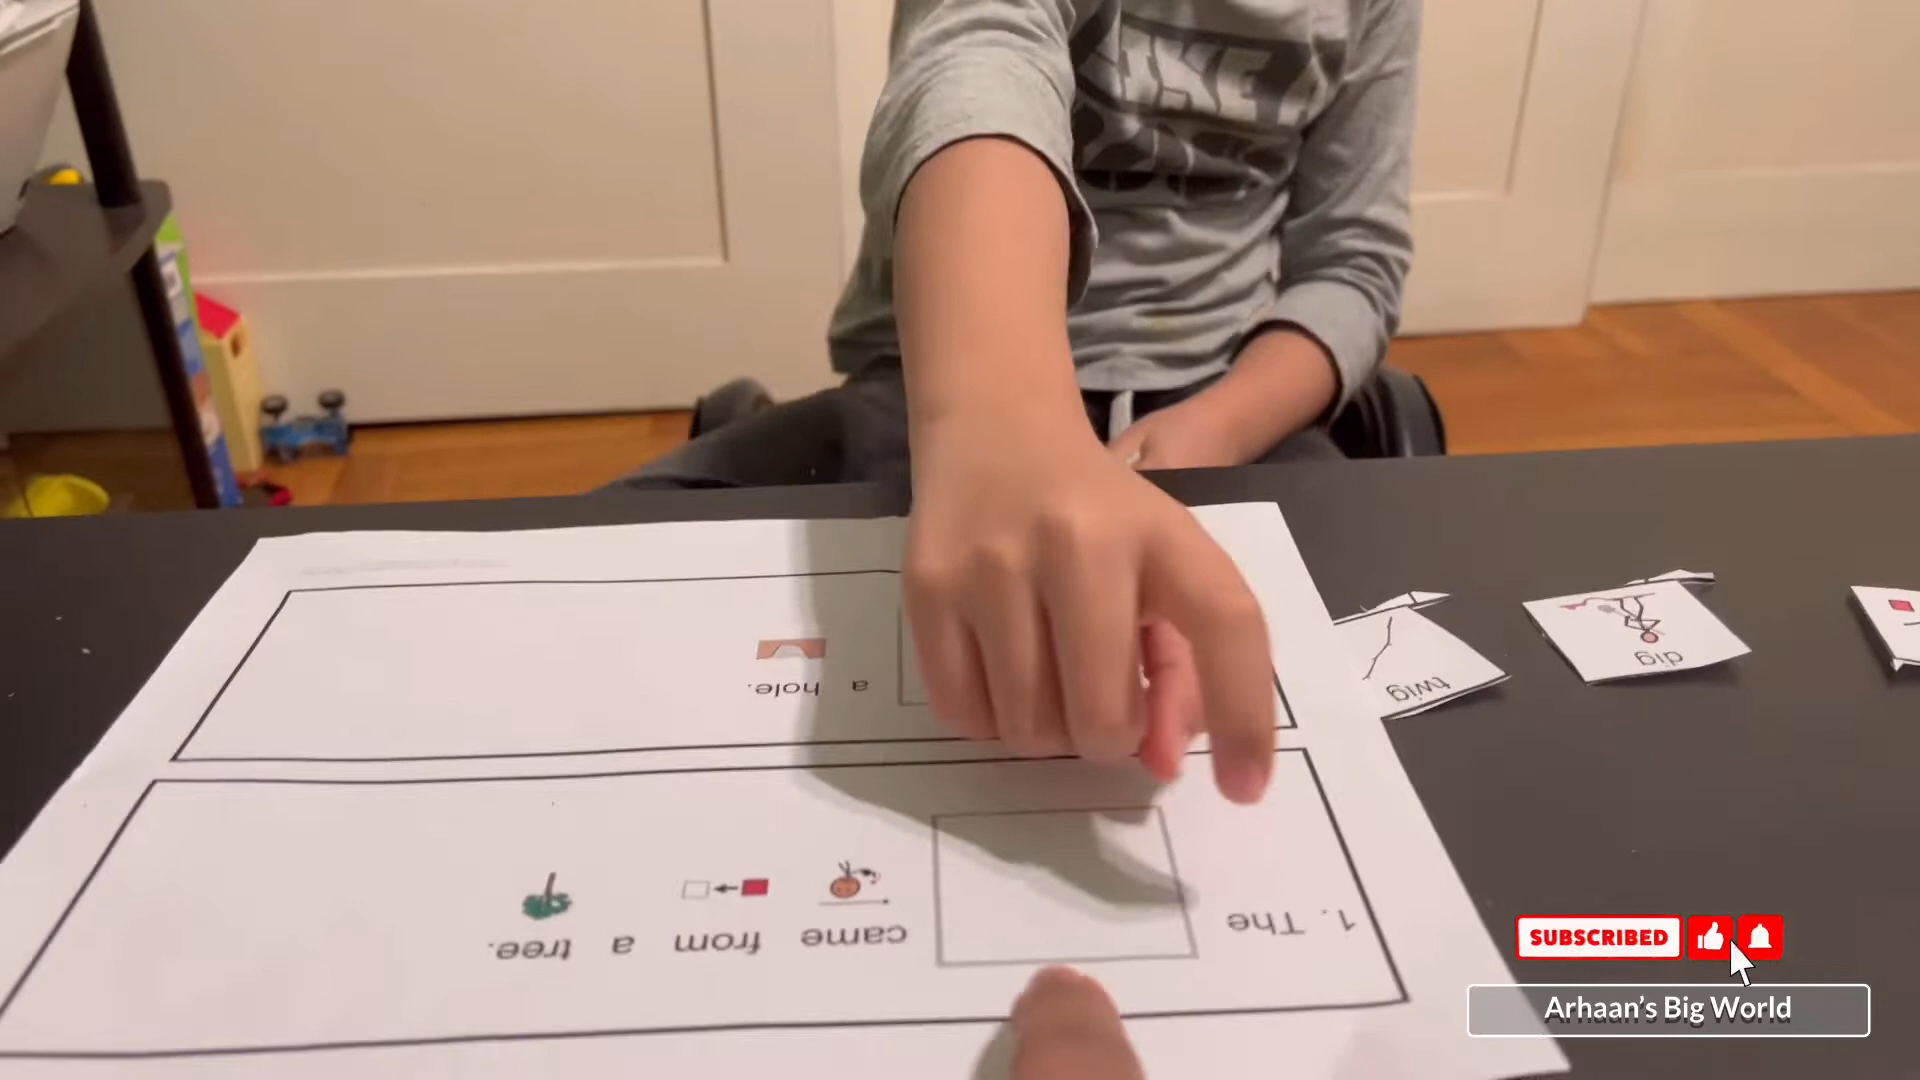 1. The came from a tree.
a hole.
twig
dig
SUBSCRIBED
Arhaan's Big World